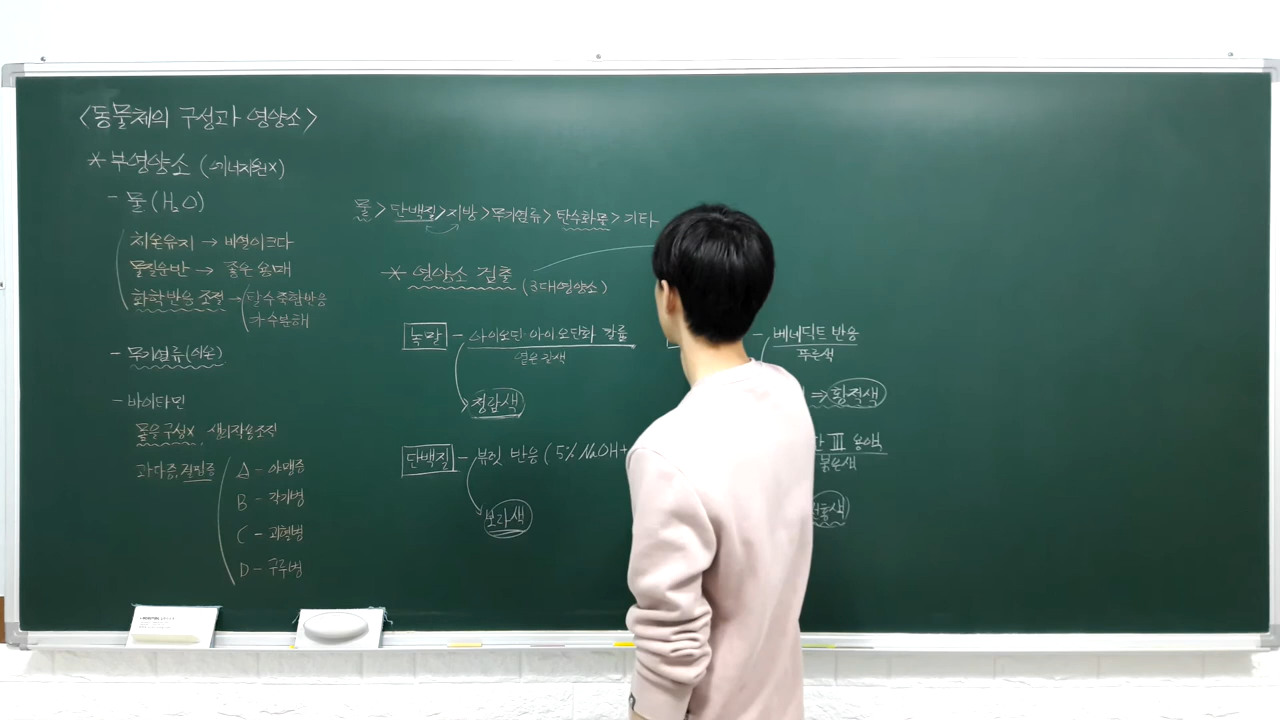 <동물체의 구성과 영양소>
* 부영양소 (에너지원X)
- 물(H₂O)
체온유지 → 비열이크다
물질운반 → 좋은 용매
화학반응 조절 → 탈수축합반응
가수분해
- 무기염류(이온)
- 바이타민
몸을구성X, 생리작용조절
과다증, 결핍증
A - 야맹증
B - 각기병
C - 괴혈병
D - 구루병
물 > 단백질 > 지방 > 무기염류 > 탄수화물 > 기타
* 영양소 검출 (3대영양소)
녹말 - 아이오딘-아이오딘화 칼륨
옅은 갈색
청람색
단백질 - 뷰렛 반응 (5% NaOH+
보라색
- 베네딕트 반응
푸른색
⇒ 황적색
단 III 용액
붉은색